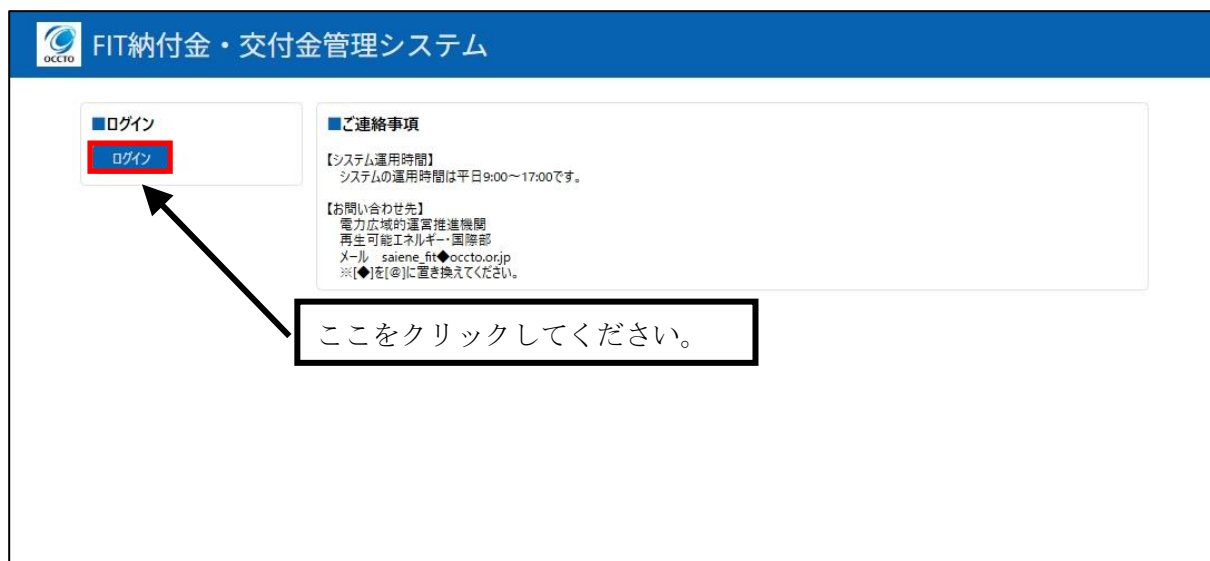 OCCTO
FIT納付金・交付金管理システム
■ログイン
ログイン
■ご連絡事項
【システム運用時間】
システムの運用時間は平日9:00～17:00です。
【お問い合わせ先】
電力広域的運営推進機関
再生可能エネルギー・国際部
メール saiene_fit◆occto.or.jp
※[◆]を[@]に置き換えてください。
ここをクリックしてください。